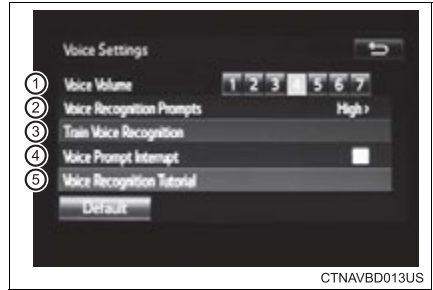 Voice Settings
1 Voice Volume 1 2 3 4 5 6 7
2 Voice Recognition Prompts High ›
3 Train Voice Recognition
4 Voice Prompt Interrupt
5 Voice Recognition Tutorial
Default
CTNAVBD013US